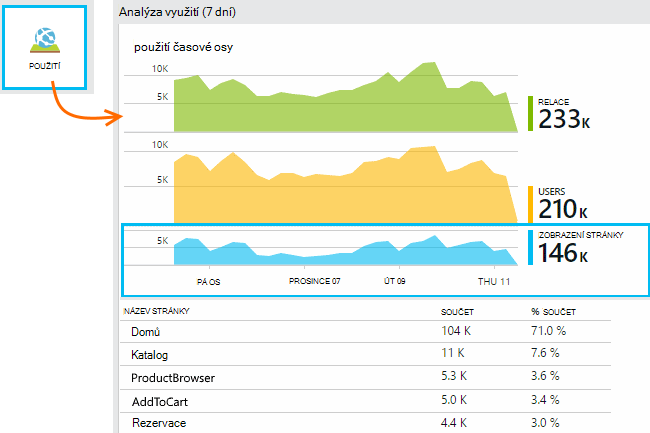 POUŽITÍ
Analýza využití (7 dní)
použití časové osy
10K
5K
RELACE
233K
10K
5K
USERS
210 K
5K
ZOBRAZENÍ STRÁNKY
146K
PÁ OS PROSINCE 07 ÚT 09 THU 11
NÁZEV STRÁNKY SOUČET % SOUČET
Domů 104 K 71.0 %
Katalog 11 K 7.6 %
ProductBrowser 5.3 K 3.6 %
AddToCart 5.0 K 3.4 %
Rezervace 4.4 K 3.0 %